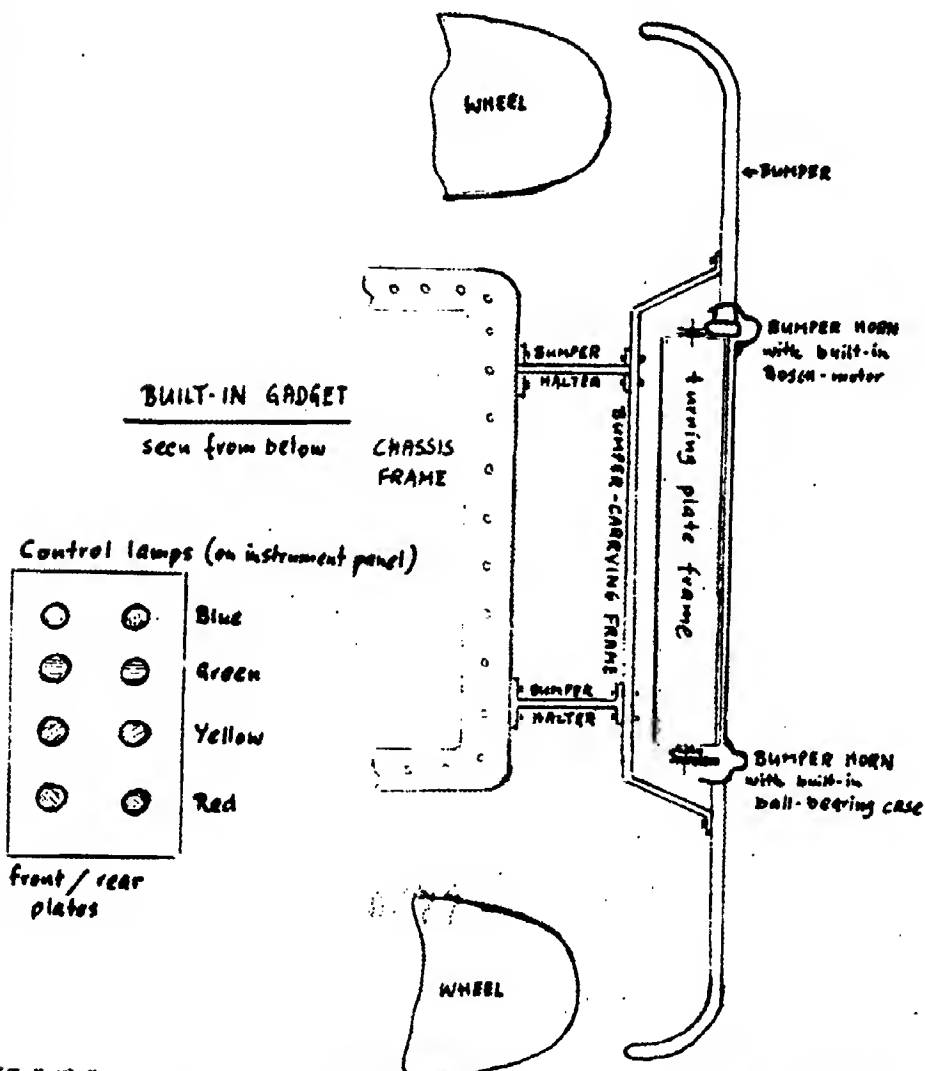 WHEEL
←BUMPER
BUMPER HORN
with built-in
Bosch-motor
BUMPER
HALTER
BUILT-IN GADGET
seen from below
CHASSIS
FRAME
BUMPER-CARRYING FRAME
turning plate frame
Control lamps (on instrument panel)
Blue
Green
Yellow
Red
front / rear
plates
BUMPER
HALTER
BUMPER HORN
with built-in
ball-bearing case
WHEEL